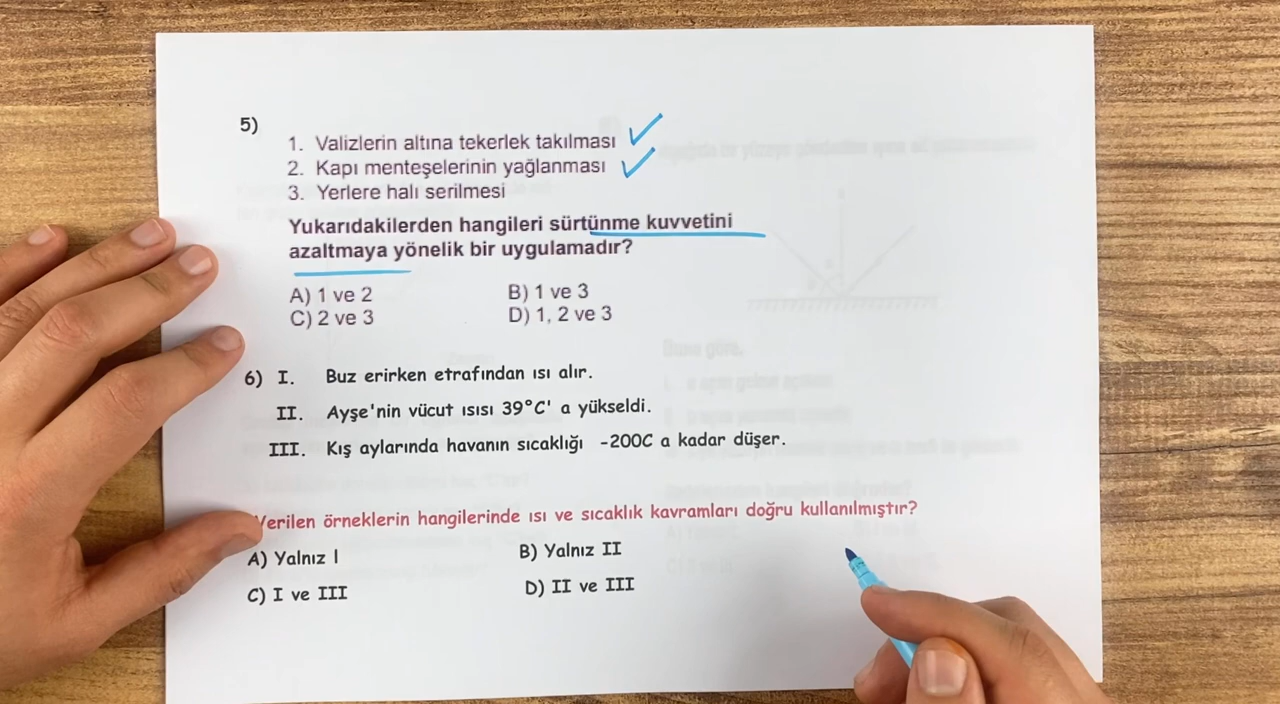 5)
1. Valizlerin altına tekerlek takılması
2. Kapı menteşelerinin yağlanması
3. Yerlere halı serilmesi
Yukarıdakilerden hangileri sürtünme kuvvetini
azaltmaya yönelik bir uygulamadır?
A) 1 ve 2 B) 1 ve 3
C) 2 ve 3 D) 1, 2 ve 3
6) I. Buz erirken etrafından ısı alır.
II. Ayşe'nin vücut ısısı 39°C' a yükseldi.
III. Kış aylarında havanın sıcaklığı -200C a kadar düşer.
Verilen örneklerin hangilerinde ısı ve sıcaklık kavramları doğru kullanılmıştır?
A) Yalnız I B) Yalnız II
C) I ve III D) II ve III